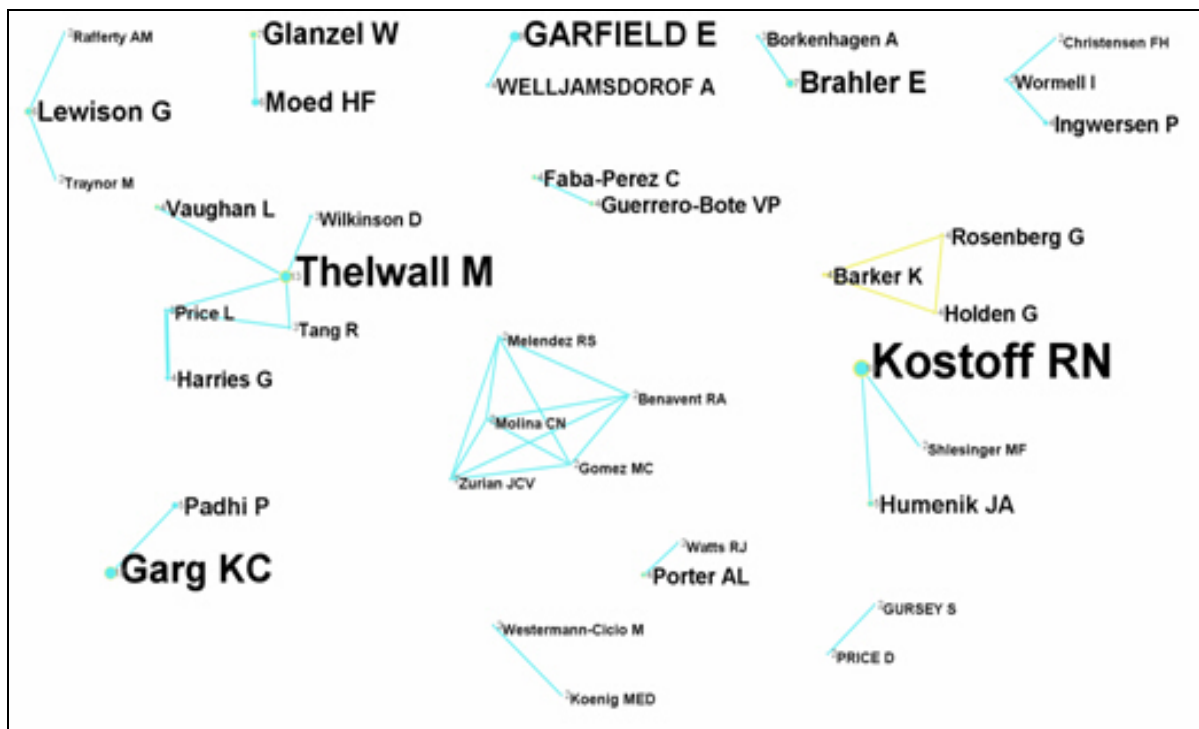 Rafferty AM
Glanzel W
GARFIELD E
Borkenhagen A
Christensen FH
Lewison G
Moed HF
WELLJAMSDOROF A
Brahler E
Wormell I
Ingwersen P
Traynor M
Vaughan L
Wilkinson D
Faba-Perez C
Guerrero-Bote VP
Rosenberg G
Thelwall M
Barker K
Price L
Tang R
Holden G
Harries G
Melendez RS
Kostoff RN
Molina CN
Benavent RA
Zurian JCV
Gomez MC
Shlesinger MF
Padhi P
Humenik JA
Garg KC
Watts RJ
Porter AL
Westermann-Cicio M
GURSEY S
PRICE D
Koenig MED